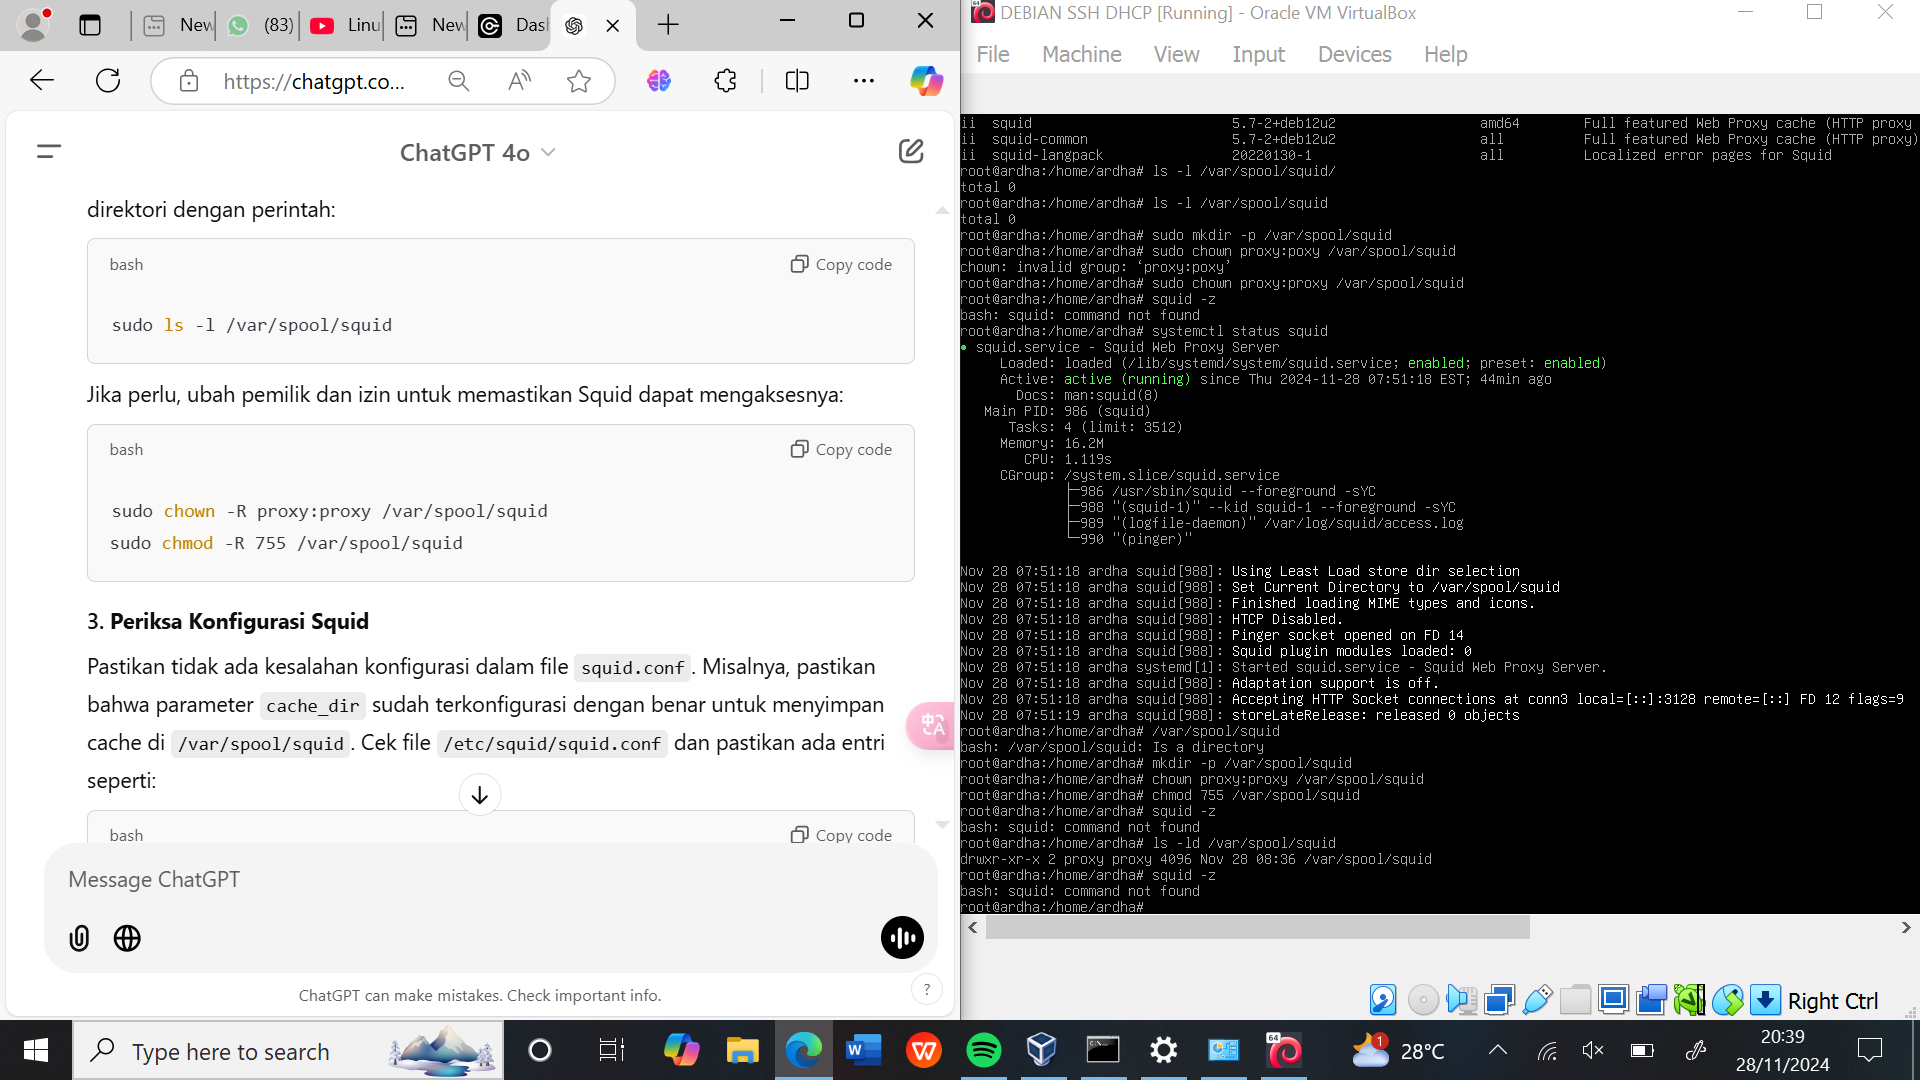 New
(83)
Linu
New
Dash
https://chatgpt.co...
ChatGPT 4o
direktori dengan perintah:
bash
Copy code
sudo ls -l /var/spool/squid
Jika perlu, ubah pemilik dan izin untuk memastikan Squid dapat mengaksesnya:
bash
Copy code
sudo chown -R proxy:proxy /var/spool/squid
sudo chmod -R 755 /var/spool/squid
3. Periksa Konfigurasi Squid
Pastikan tidak ada kesalahan konfigurasi dalam file squid.conf. Misalnya, pastikan
bahwa parameter cache_dir sudah terkonfigurasi dengan benar untuk menyimpan
cache di /var/spool/squid. Cek file /etc/squid/squid.conf dan pastikan ada entri
seperti:
bash
Copy code
Message ChatGPT
ChatGPT can make mistakes. Check important info.
?
DEBIAN SSH DHCP [Running] - Oracle VM VirtualBox
File Machine View Input Devices Help
ii squid 5.7-2+deb12u2 amd64 Full featured Web Proxy cache (HTTP proxy
ii squid-common 5.7-2+deb12u2 all Full featured Web Proxy cache (HTTP proxy)
ii squid-langpack 20220130-1 all Localized error pages for Squid
root@ardha:/home/ardha# ls -l /var/spool/squid/
total 0
root@ardha:/home/ardha# ls -l /var/spool/squid
total 0
root@ardha:/home/ardha# sudo mkdir -p /var/spool/squid
root@ardha:/home/ardha# sudo chown proxy:poxy /var/spool/squid
chown: invalid group: ‘proxy:poxy’
root@ardha:/home/ardha# sudo chown proxy:proxy /var/spool/squid
root@ardha:/home/ardha# squid -z
bash: squid: command not found
root@ardha:/home/ardha# systemctl status squid
● squid.service - Squid Web Proxy Server
Loaded: loaded (/lib/systemd/system/squid.service; enabled; preset: enabled)
Active: active (running) since Thu 2024-11-28 07:51:18 EST; 44min ago
Docs: man:squid(8)
Main PID: 986 (squid)
Tasks: 4 (limit: 3512)
Memory: 16.2M
CPU: 1.119s
CGroup: /system.slice/squid.service
├─986 /usr/sbin/squid --foreground -sYC
├─988 "(squid-1)" --kid squid-1 --foreground -sYC
├─989 "(logfile-daemon)" /var/log/squid/access.log
└─990 "(pinger)"
Nov 28 07:51:18 ardha squid[988]: Using Least Load store dir selection
Nov 28 07:51:18 ardha squid[988]: Set Current Directory to /var/spool/squid
Nov 28 07:51:18 ardha squid[988]: Finished loading MIME types and icons.
Nov 28 07:51:18 ardha squid[988]: HTCP Disabled.
Nov 28 07:51:18 ardha squid[988]: Pinger socket opened on FD 14
Nov 28 07:51:18 ardha squid[988]: Squid plugin modules loaded: 0
Nov 28 07:51:18 ardha systemd[1]: Started squid.service - Squid Web Proxy Server.
Nov 28 07:51:18 ardha squid[988]: Adaptation support is off.
Nov 28 07:51:18 ardha squid[988]: Accepting HTTP Socket connections at conn3 local=[::]:3128 remote=[::] FD 12 flags=9
Nov 28 07:51:19 ardha squid[988]: storeLateRelease: released 0 objects
root@ardha:/home/ardha# /var/spool/squid
bash: /var/spool/squid: Is a directory
root@ardha:/home/ardha# mkdir -p /var/spool/squid
root@ardha:/home/ardha# chown proxy:proxy /var/spool/squid
root@ardha:/home/ardha# chmod 755 /var/spool/squid
root@ardha:/home/ardha# squid -z
bash: squid: command not found
root@ardha:/home/ardha# ls -ld /var/spool/squid
drwxr-xr-x 2 proxy proxy 4096 Nov 28 08:36 /var/spool/squid
root@ardha:/home/ardha# squid -z
bash: squid: command not found
root@ardha:/home/ardha#
Right Ctrl
Type here to search
64
1
28°C
20:39
28/11/2024